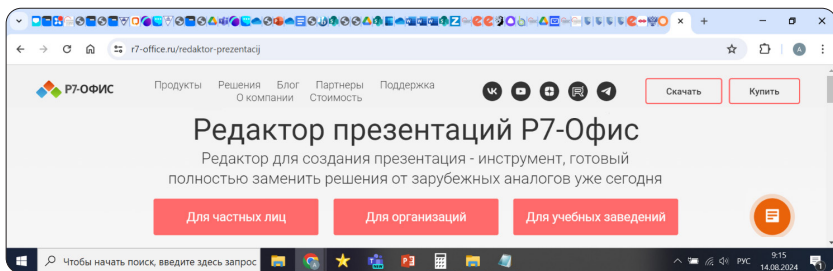 r7-office.ru/redaktor-prezentacij
Р7-ОФИС
Продукты Решения Блог Партнеры Поддержка
О компании Стоимость
Скачать
Купить
Редактор презентаций Р7-Офис
Редактор для создания презентация - инструмент, готовый
полностью заменить решения от зарубежных аналогов уже сегодня
Для частных лиц
Для организаций
Для учебных заведений
Чтобы начать поиск, введите здесь запрос
РУС
9:15
14.08.2024